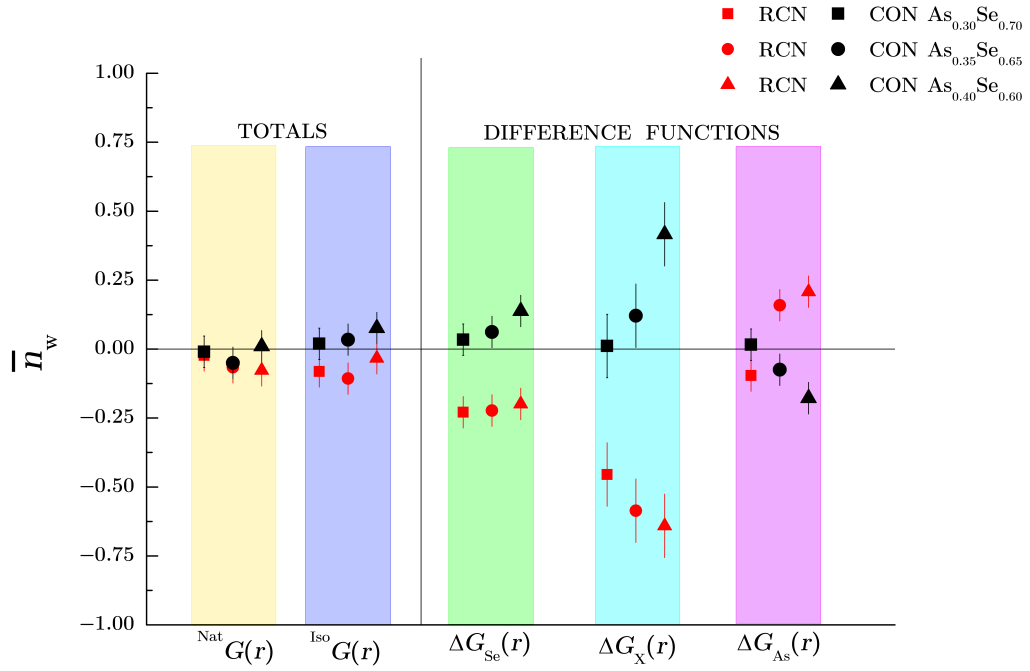 RCN CON As0.30Se0.70
RCN CON As0.35Se0.65
RCN CON As0.40Se0.60
1.00
0.75
0.50
0.25
0.00
−0.25
−0.50
−0.75
−1.00
n̅w
TOTALS
DIFFERENCE FUNCTIONS
Nat G(r)
Iso G(r)
ΔGSe(r)
ΔGX(r)
ΔGAs(r)